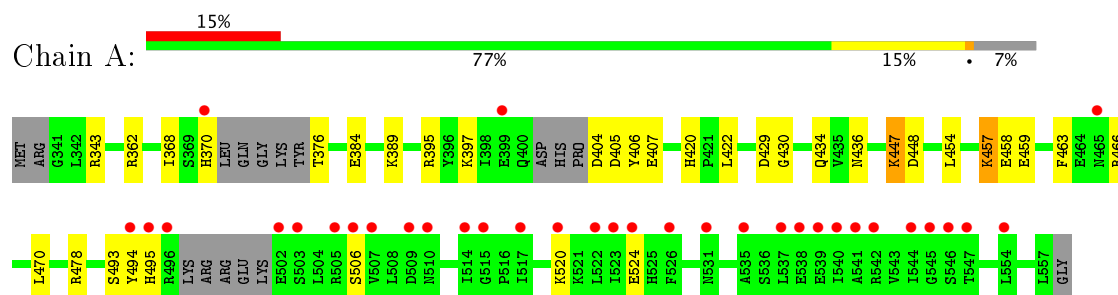 15%
Chain A:
77% 15% • 7%
MET ARG G341 L342 R343 R362 I368 S369 H370 LEU GLN GLY LYS TYR T376 E384 K389 R395 Y396 K397 I398 E399 Q400 ASP HIS PRO D404 D405 Y406 E407 H420 P421 L422 D429 G430 Q434 V435 N436 K447 D448 L454 K457 E458 E459 F463 E464 N465 R466
L470 R478 S493 Y494 H495 R496 LYS ARG ARG GLU LYS E502 S503 L504 R505 S506 V507 L508 D509 N510 I514 G515 P516 I517 K520 K521 L522 I523 E524 H525 F526 N531 A535 S536 L537 E538 E539 I540 A541 R542 V543 I544 G545 S546 T547 L554 L557 GLY